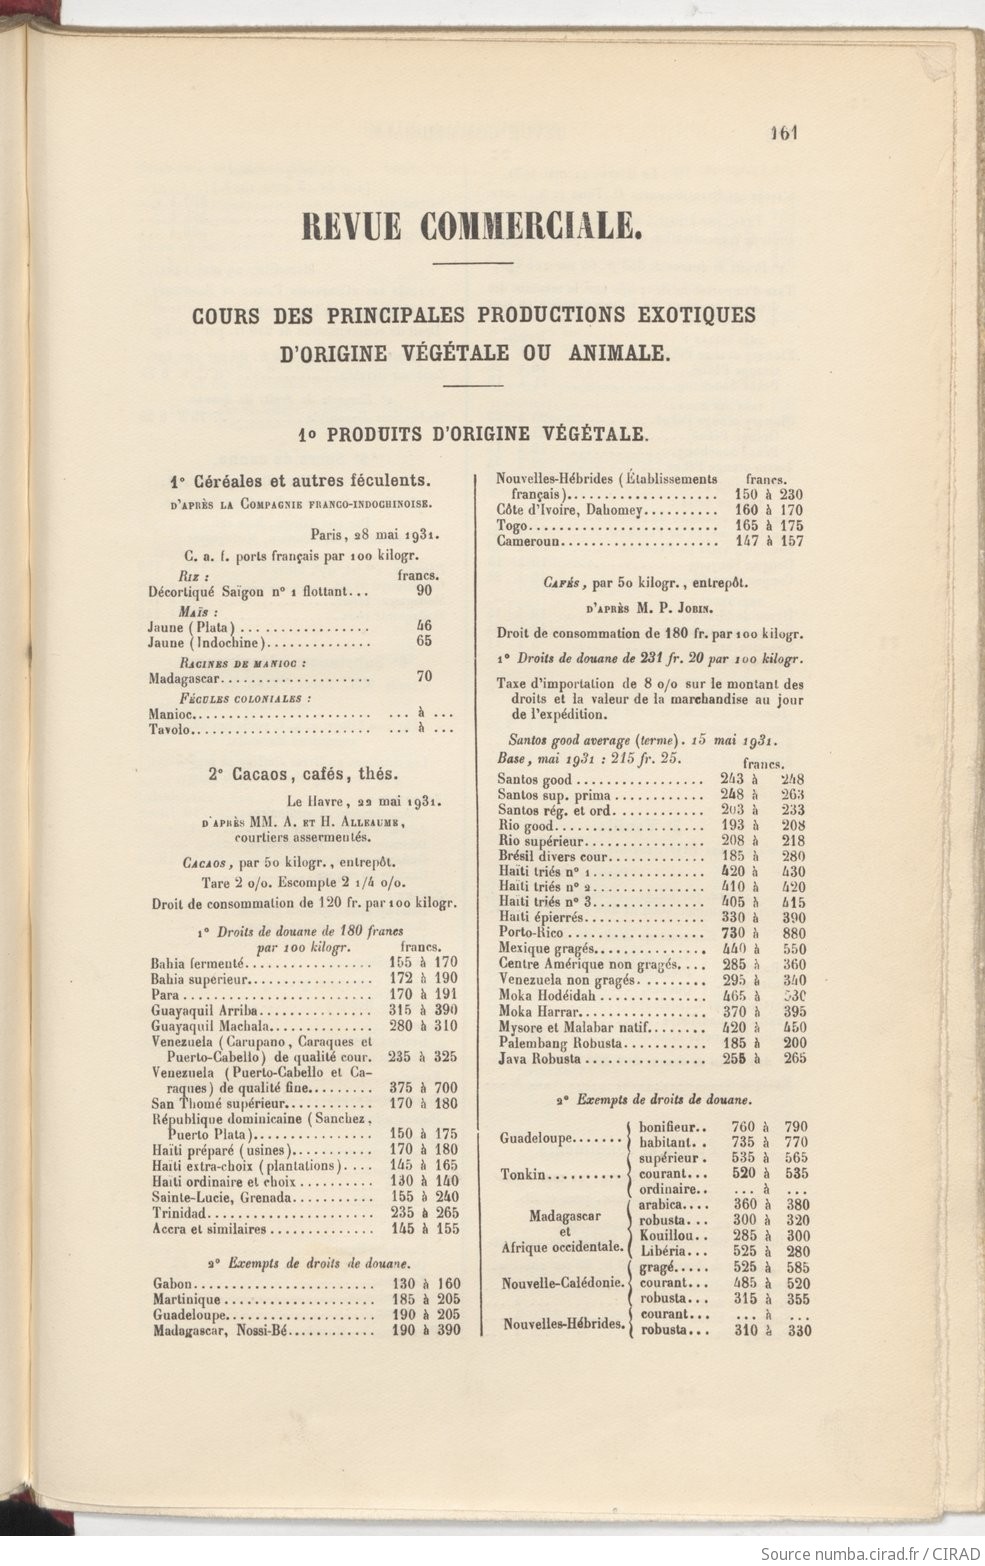 161
REVUE COMMERCIALE.
COURS DES PRINCIPALES PRODUCTIONS EXOTIQUES
D'ORIGINE VÉGÉTALE OU ANIMALE.
1º PRODUITS D'ORIGINE VÉGÉTALE.
1° Céréales et autres féculents.
D'APRÈS LA COMPAGNIE FRANCO-INDOCHINOISE.
Paris, 28 mai 1931.
C. a. f. ports français par 100 kilogr.
RIZ : francs.
Décortiqué Saïgon n° 1 flottant... 90
MAÏS :
Jaune (Plata) ................. 46
Jaune (Indochine).............. 65
RACINES DE MANIOC :
Madagascar.................... 70
FÉCULES COLONIALES :
Manioc........................ ... à ...
Tavolo........................ ... à ...
2° Cacaos, cafés, thés.
Le Havre, 22 mai 1931.
D'APRÈS MM. A. ET H. ALLEAUME,
courtiers assermentés.
CACAOS, par 50 kilogr., entrepôt.
Tare 2 o/o. Escompte 2 1/4 o/o.
Droit de consommation de 120 fr. par 100 kilogr.
1° Droits de douane de 180 francs
par 100 kilogr. francs.
Bahia fermenté................. 155 à 170
Bahia superieur................ 172 à 190
Para ......................... 170 à 191
Guayaquil Arriba............... 315 à 390
Guayaquil Machala.............. 280 à 310
Venezuela (Carupano, Caraques et
Puerto-Cabello) de qualité cour. 235 à 325
Venezuela (Puerto-Cabello et Ca-
raques) de qualité fine......... 375 à 700
San Thomé supérieur............ 170 à 180
République dominicaine (Sanchez,
Puerto Plata)................ 150 à 175
Haïti préparé (usines)........... 170 à 180
Haïti extra-choix (plantations).... 145 à 165
Haïti ordinaire et choix .......... 130 à 140
Sainte-Lucie, Grenada........... 155 à 240
Trinidad...................... 235 à 265
Accra et similaires .............. 145 à 155
2° Exempts de droits de douane.
Gabon........................ 130 à 160
Martinique .................... 185 à 205
Guadeloupe.................... 190 à 205
Madagascar, Nossi-Bé............ 190 à 390
Nouvelles-Hébrides (Établissements francs.
français).................... 150 à 230
Côte d'Ivoire, Dahomey.......... 160 à 170
Togo......................... 165 à 175
Cameroun..................... 147 à 157
CAFÉS, par 50 kilogr., entrepôt.
D'APRÈS M. P. JOBIN.
Droit de consommation de 180 fr. par 100 kilogr.
1° Droits de douane de 231 fr. 20 par 100 kilogr.
Taxe d'importation de 8 o/o sur le montant des
droits et la valeur de la marchandise au jour
de l'expédition.
Santos good average (terme). 15 mai 1931.
Base, mai 1931 : 215 fr. 25. francs.
Santos good ................. 243 à 248
Santos sup. prima ............ 248 à 263
Santos rég. et ord............. 203 à 233
Rio good.................... 193 à 208
Rio supérieur................ 208 à 218
Brésil divers cour............. 185 à 280
Haïti triés n° 1............... 420 à 430
Haïti triés n° 2............... 410 à 420
Haïti triés n° 3............... 405 à 415
Haïti épierrés................ 330 à 390
Porto-Rico .................. 730 à 880
Mexique gragés............... 440 à 550
Centre Amérique non gragés.... 285 à 360
Venezuela non gragés.......... 295 à 340
Moka Hodéidah .............. 465 à 530
Moka Harrar................. 370 à 395
Mysore et Malabar natif........ 420 à 450
Palembang Robusta........... 185 à 200
Java Robusta ................ 255 à 265
2° Exempts de droits de douane.
Guadeloupe....... bonifieur.. 760 à 790
habitant. . 735 à 770
Tonkin.......... supérieur . 535 à 565
courant... 520 à 535
ordinaire.. ... à ...
Madagascar et Afrique occidentale. arabica.... 360 à 380
robusta... 300 à 320
Kouillou.. 285 à 300
Libéria... 525 à 280
Nouvelle-Calédonie. gragé..... 525 à 585
courant... 485 à 520
robusta... 315 à 355
Nouvelles-Hébrides. courant... ... à ...
robusta... 310 à 330
Source numba.cirad.fr / CIRAD